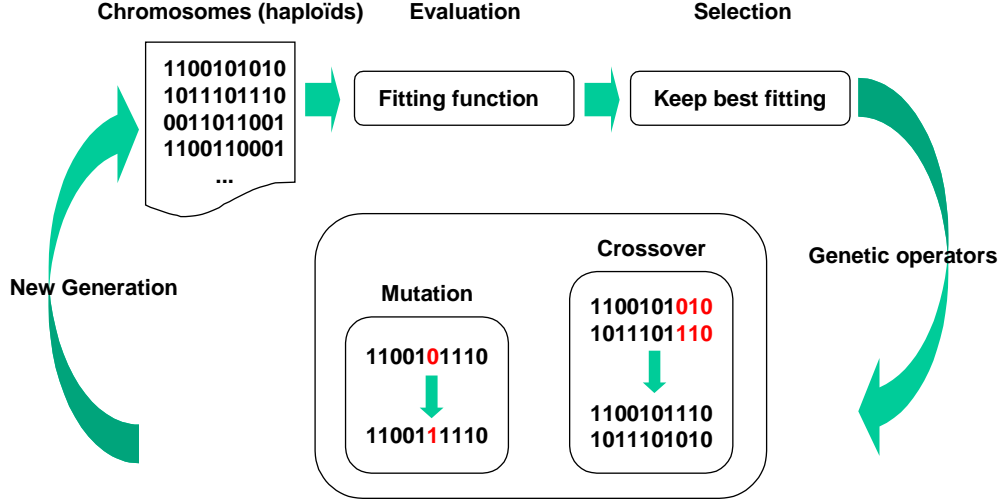 Chromosomes (haploïds)
Evaluation
Selection
1100101010
1011101110
0011011001
1100110001
...
Fitting function
Keep best fitting
Genetic operators
New Generation
Crossover
1100101010
1011101110
1100101110
1011101010
Mutation
1100101110
1100111110